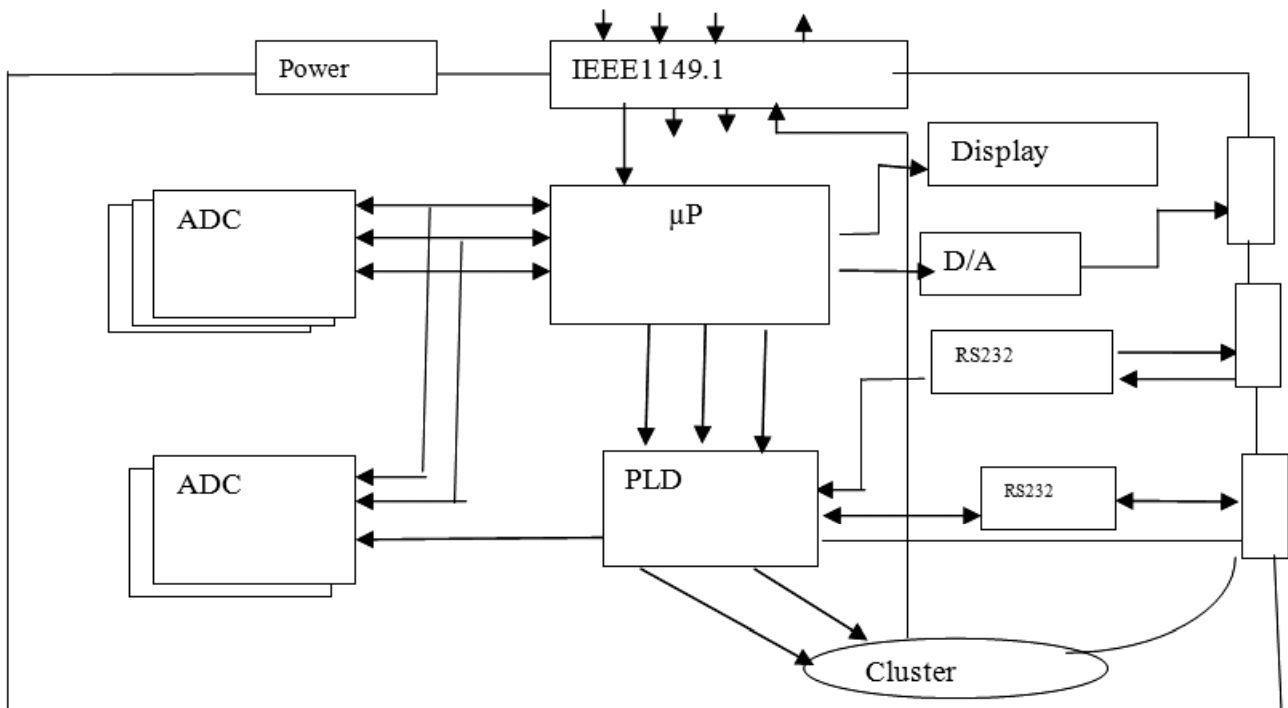 Power
IEEE1149.1
Display
ADC
µP
D/A
RS232
ADC
PLD
RS232
Cluster